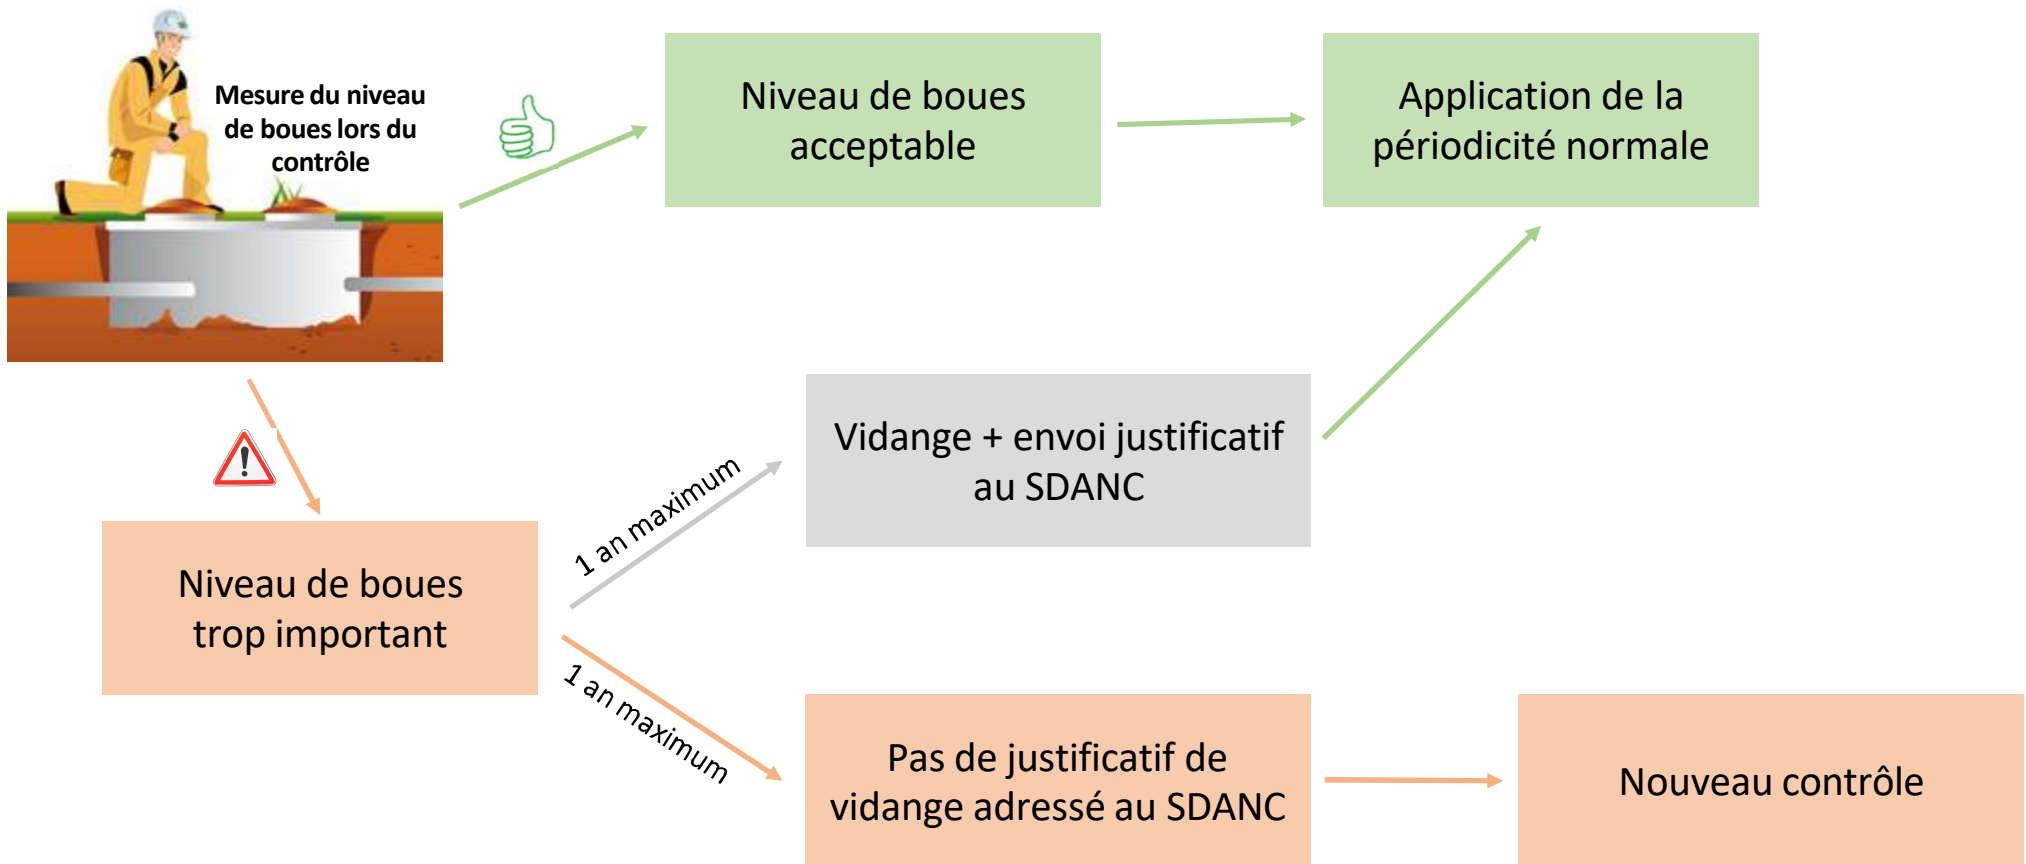 Mesure du niveau
de boues lors du
contrôle
Niveau de boues
acceptable
Application de la
périodicité normale
Vidange + envoi justificatif
au SDANC
1 an maximum
Niveau de boues
trop important
1 an maximum
Pas de justificatif de
vidange adressé au SDANC
Nouveau contrôle